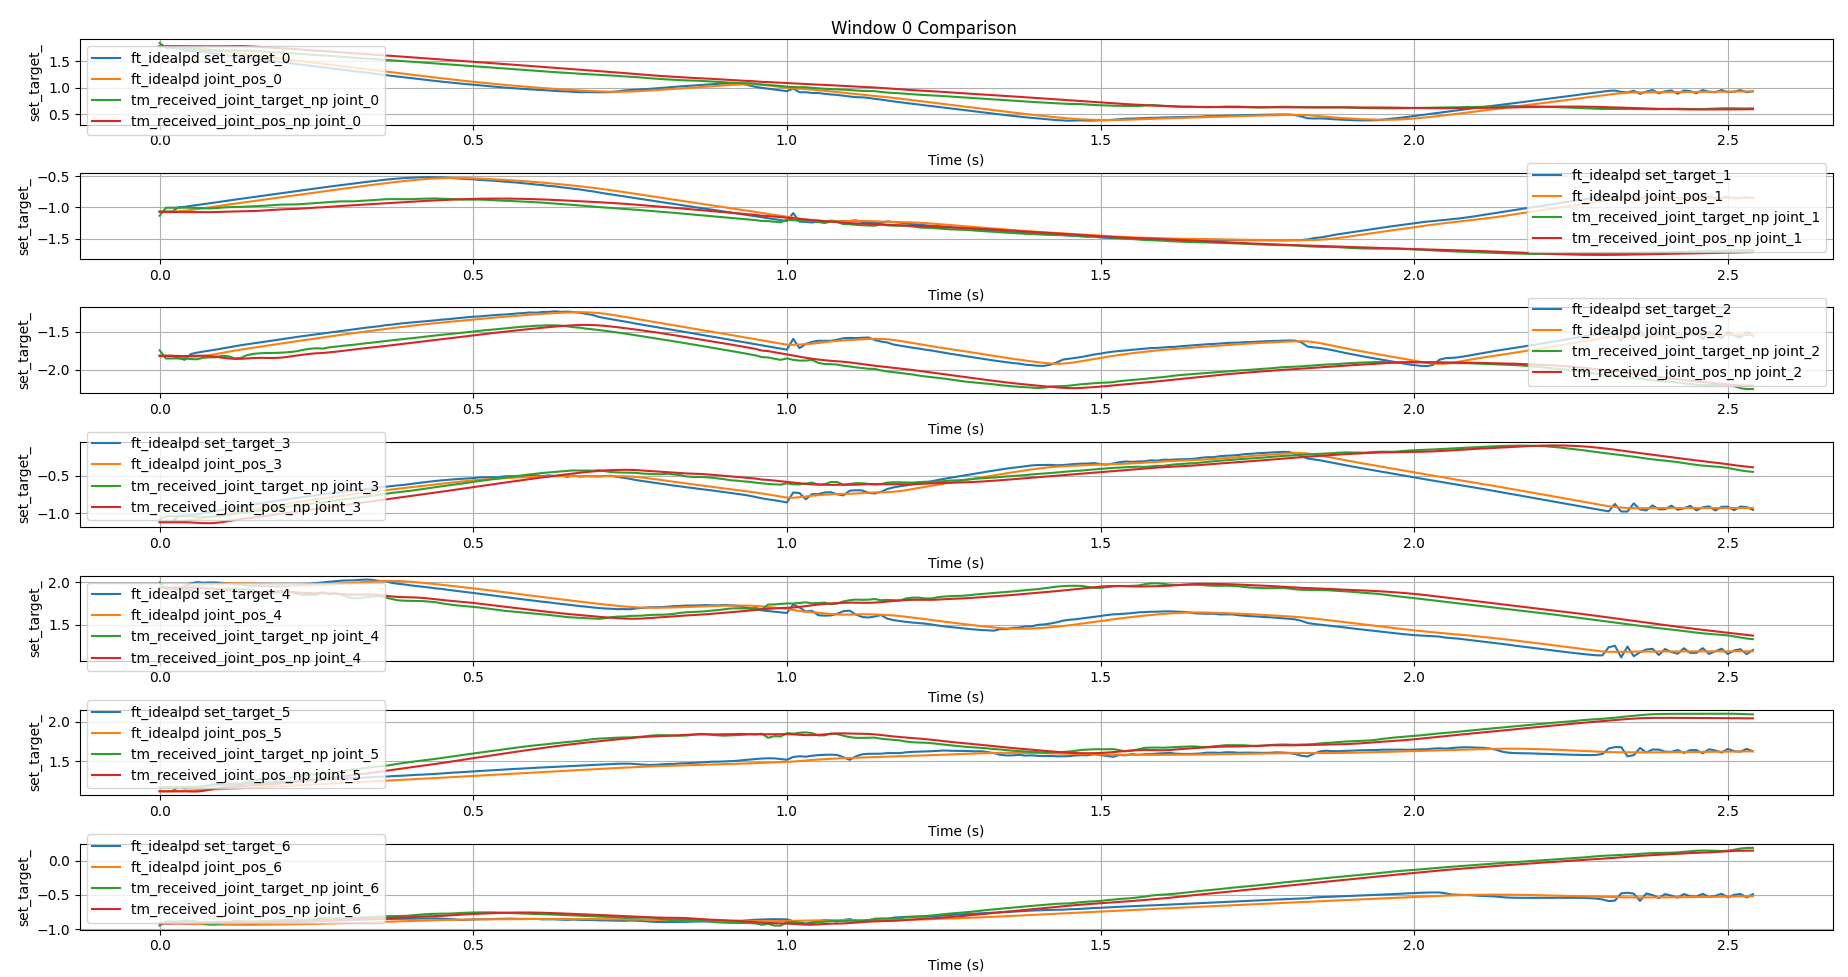 Window 0 Comparison
set_target_
1.5
1.0
0.5
ft_idealpd set_target_0
ft_idealpd joint_pos_0
tm_received_joint_target_np joint_0
tm_received_joint_pos_np joint_0
0.0 0.5 1.0 1.5 2.0 2.5
Time (s)
set_target_
−0.5
−1.0
−1.5
ft_idealpd set_target_1
ft_idealpd joint_pos_1
tm_received_joint_target_np joint_1
tm_received_joint_pos_np joint_1
0.0 0.5 1.0 1.5 2.0 2.5
Time (s)
set_target_
−1.5
−2.0
ft_idealpd set_target_2
ft_idealpd joint_pos_2
tm_received_joint_target_np joint_2
tm_received_joint_pos_np joint_2
0.0 0.5 1.0 1.5 2.0 2.5
Time (s)
set_target_
−0.5
−1.0
ft_idealpd set_target_3
ft_idealpd joint_pos_3
tm_received_joint_target_np joint_3
tm_received_joint_pos_np joint_3
0.0 0.5 1.0 1.5 2.0 2.5
Time (s)
set_target_
2.0
1.5
ft_idealpd set_target_4
ft_idealpd joint_pos_4
tm_received_joint_target_np joint_4
tm_received_joint_pos_np joint_4
0.0 0.5 1.0 1.5 2.0 2.5
Time (s)
set_target_
2.0
1.5
ft_idealpd set_target_5
ft_idealpd joint_pos_5
tm_received_joint_target_np joint_5
tm_received_joint_pos_np joint_5
0.0 0.5 1.0 1.5 2.0 2.5
Time (s)
set_target_
0.0
−0.5
−1.0
ft_idealpd set_target_6
ft_idealpd joint_pos_6
tm_received_joint_target_np joint_6
tm_received_joint_pos_np joint_6
0.0 0.5 1.0 1.5 2.0 2.5
Time (s)